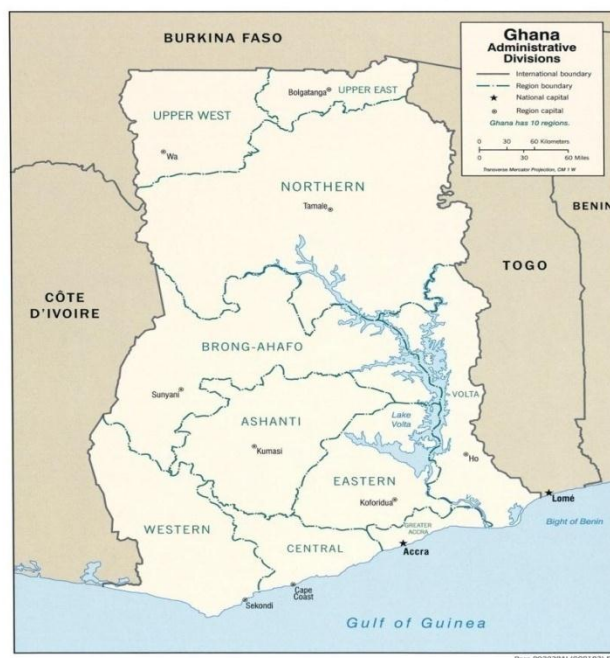 BURKINA FASO
Ghana
Administrative
Divisions
International boundary
Region boundary
National capital
Region capital
Ghana has 10 regions.
0 30 60 Kilometers
0 30 60 Miles
Transverse Mercator Projection, CM 1 W
Bolgatanga
UPPER EAST
UPPER WEST
Wa
NORTHERN
Tamale
BENIN
TOGO
CÔTE
D'IVOIRE
BRONG-AHAFO
Sunyani
VOLTA
ASHANTI
Lake
Volta
Kumasi
Ho
EASTERN
Koforidua
Lomé
WESTERN
GREATER
ACCRA
Bight of Benin
CENTRAL
Accra
Cape
Coast
Sekondi
Gulf of Guinea